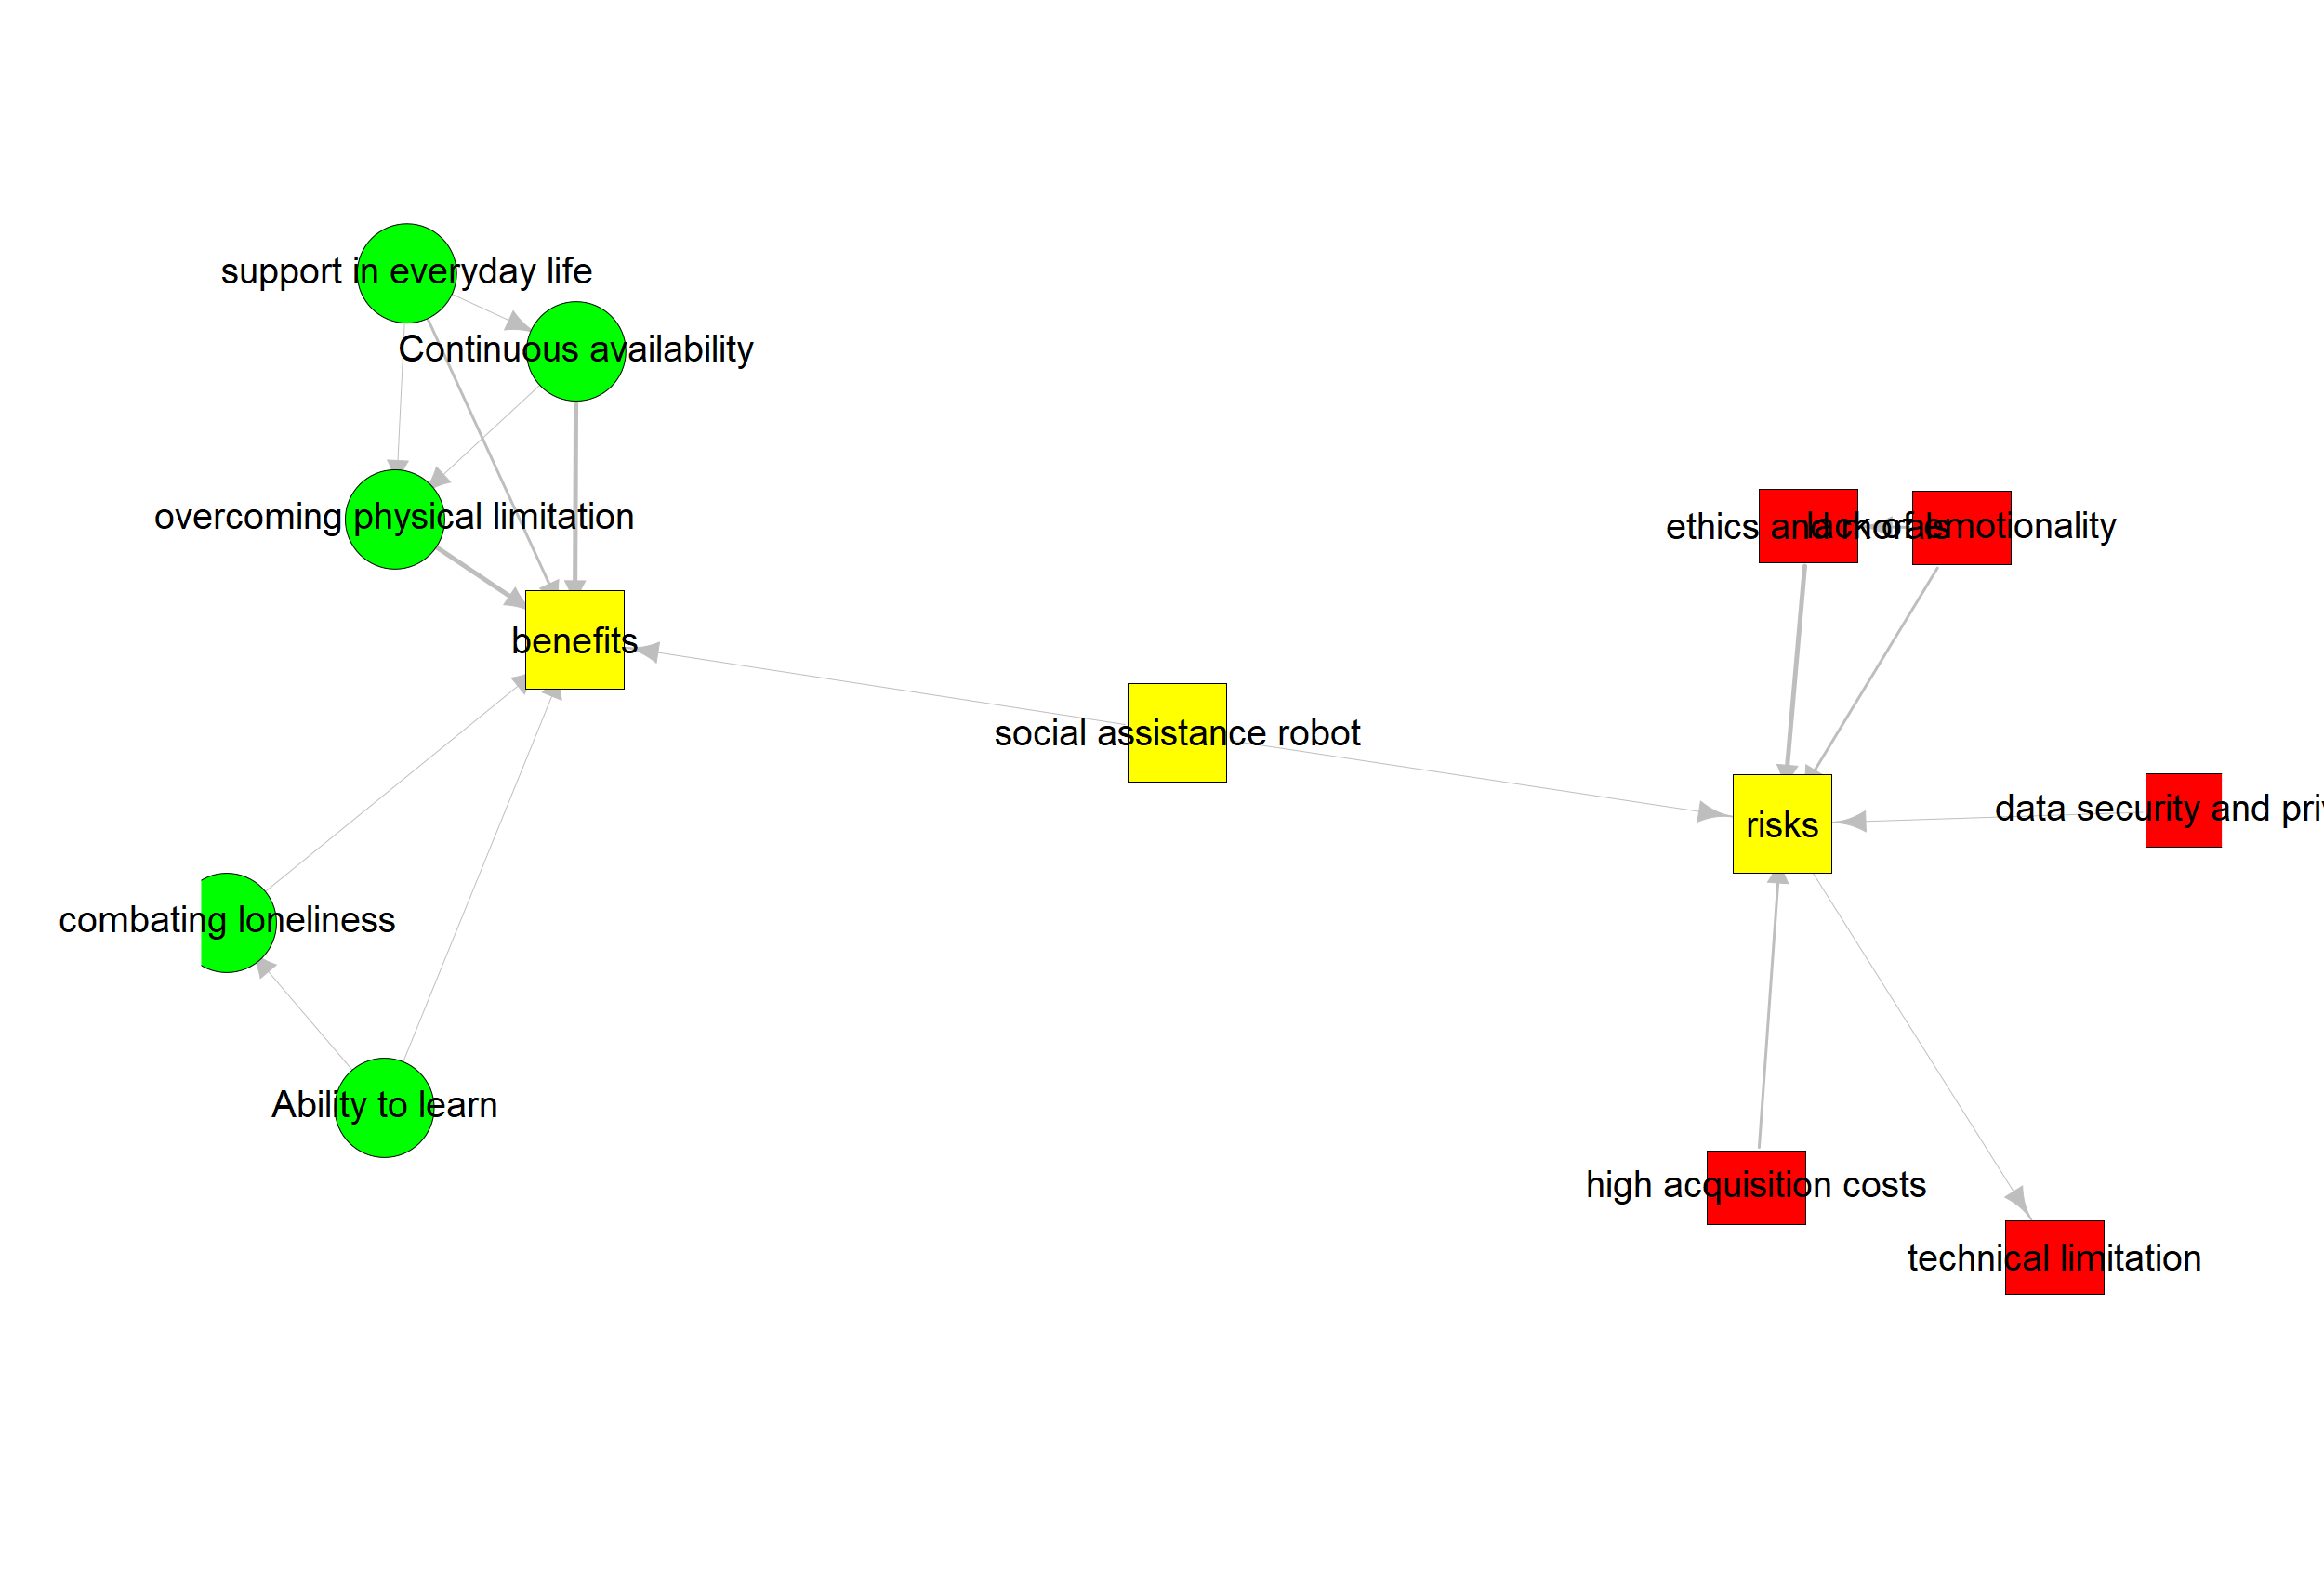 support in everyday life
Continuous availability
overcoming physical limitation
benefits
combating loneliness
Ability to learn
social assistance robot
ethics and morals
lack of emotionality
risks
data security and
high acquisition costs
technical limitation